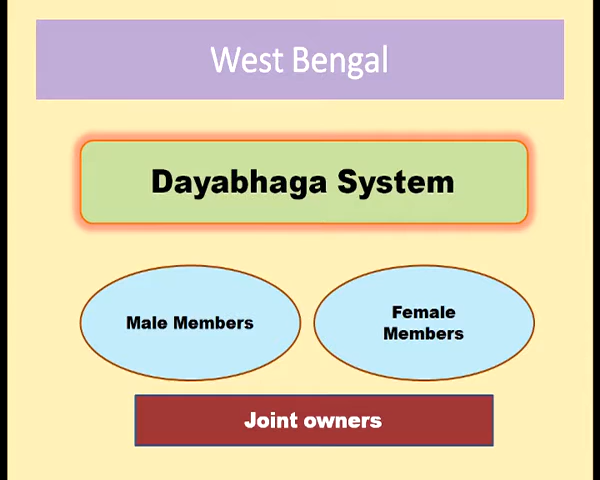 West Bengal
Dayabhaga System
Male Members
Female
Members
Joint owners